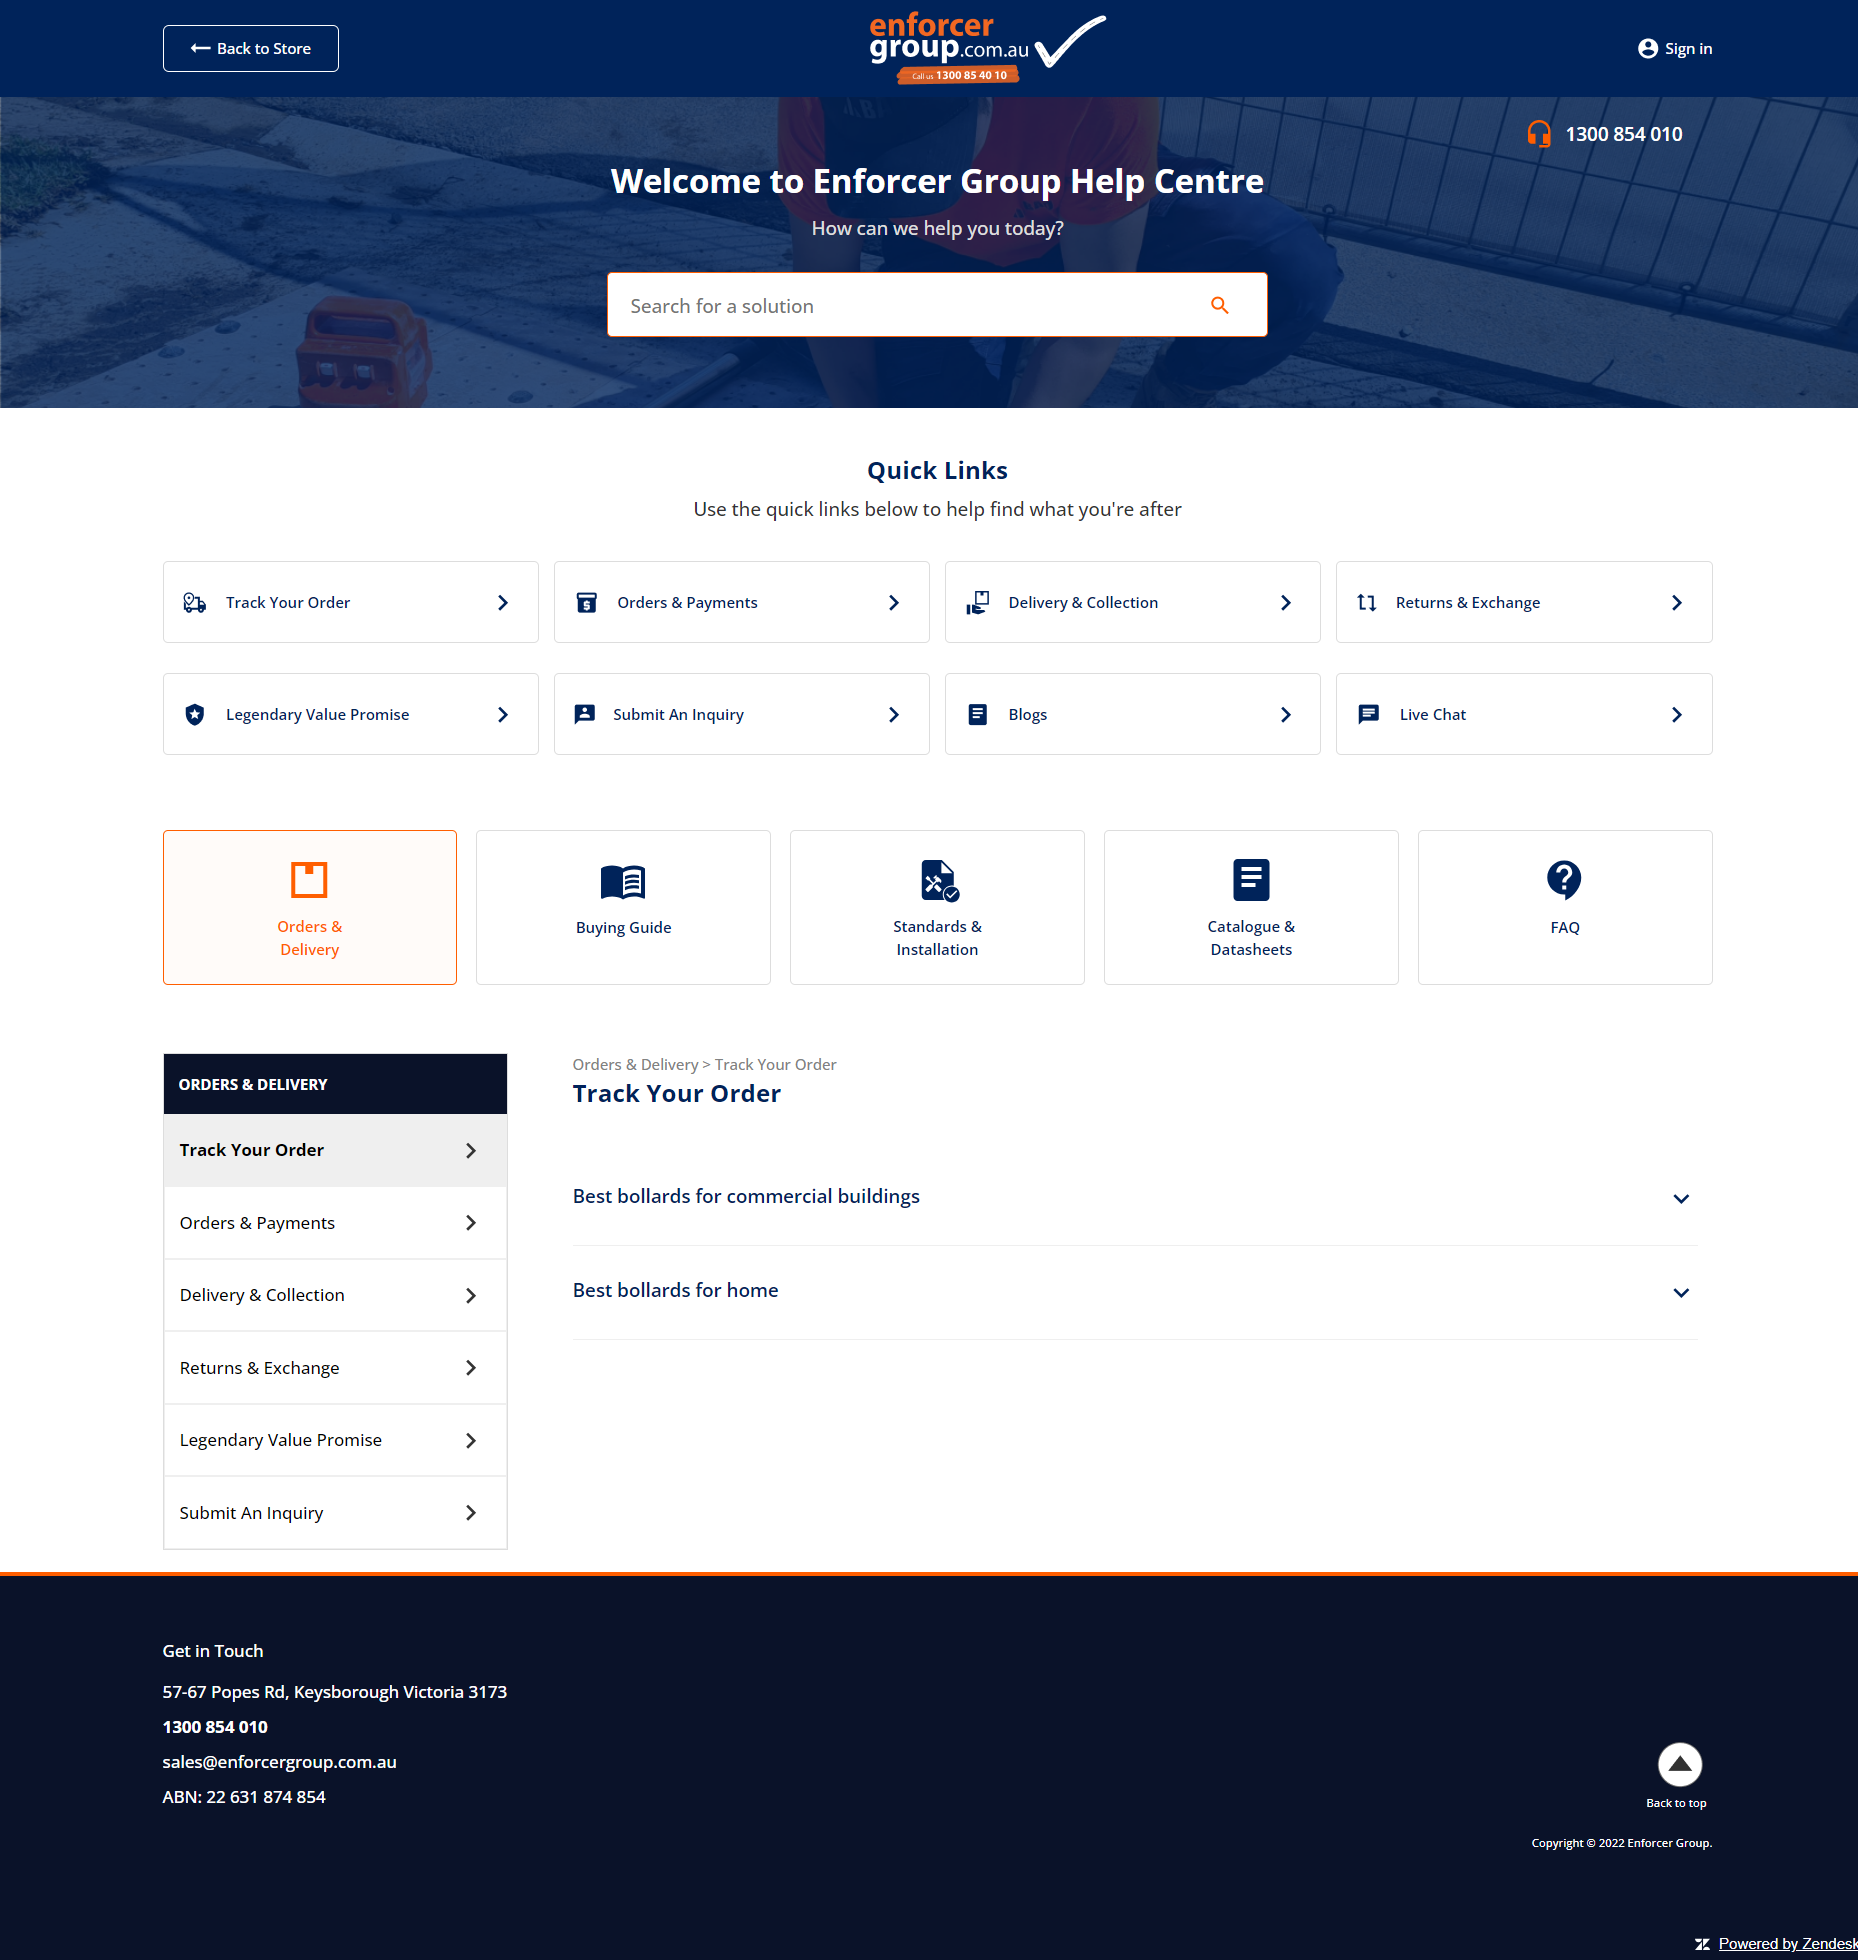 Back to Store
enforcer
group.com.au
Call us 1300 85 40 10
Sign in
1300 854 010
Welcome to Enforcer Group Help Centre
How can we help you today?
Search for a solution
Quick Links
Use the quick links below to help find what you're after
Track Your Order
Orders & Payments
Delivery & Collection
Returns & Exchange
Legendary Value Promise
Submit An Inquiry
Blogs
Live Chat
Orders &
Delivery
Buying Guide
Standards &
Installation
Catalogue &
Datasheets
FAQ
ORDERS & DELIVERY
Track Your Order
Orders & Payments
Delivery & Collection
Returns & Exchange
Legendary Value Promise
Submit An Inquiry
Orders & Delivery > Track Your Order
Track Your Order
Best bollards for commercial buildings
Best bollards for home
Get in Touch
57-67 Popes Rd, Keysborough Victoria 3173
1300 854 010
sales@enforcergroup.com.au
ABN: 22 631 874 854
Back to top
Copyright © 2022 Enforcer Group.
Powered by Zendesk